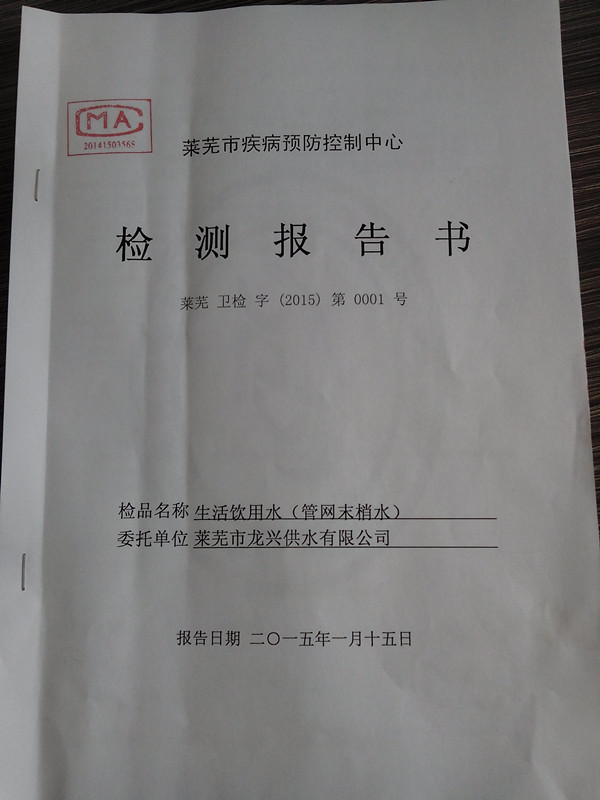 CMA
2014150356S
莱芜市疾病预防控制中心
检测报告书
莱芜 卫检 字 (2015) 第 0001 号
检品名称 生活饮用水（管网末梢水）
委托单位 莱芜市龙兴供水有限公司
报告日期 二〇一五年一月十五日